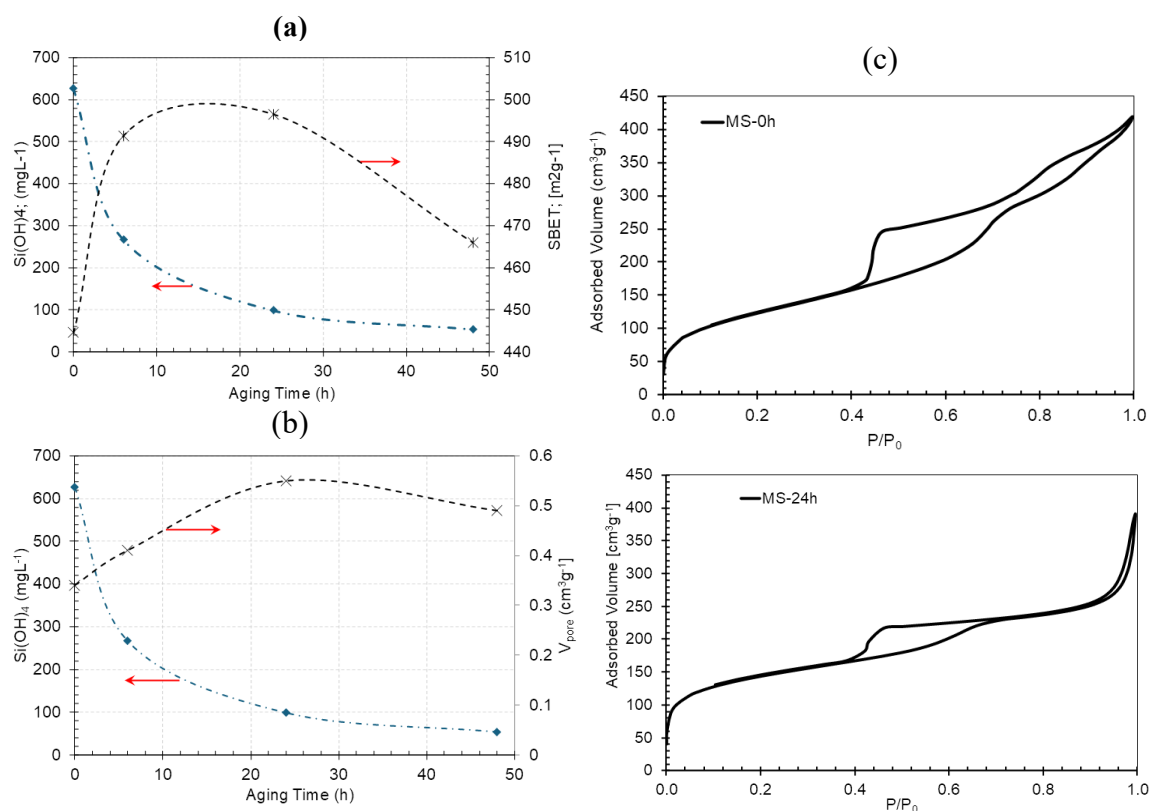 (a)
700
600
500
400
300
200
100
0
Si(OH)4; (mgL-1)
510
500
490
480
470
460
450
440
SBET; [m2g-1]
0 10 20 30 40 50
Aging Time (h)
(b)
700
600
500
400
300
200
100
0
Si(OH)₄ (mgL⁻¹)
0.6
0.5
0.4
0.3
0.2
0.1
0
Vpore (cm³g⁻¹)
0 10 20 30 40 50
Aging Time (h)
(c)
450
400
350
300
250
200
150
100
50
0
Adsorbed Volume (cm³g⁻¹)
MS-0h
0.0 0.2 0.4 0.6 0.8 1.0
P/P₀
450
400
350
300
250
200
150
100
50
0
Adsorbed Volume [cm³g⁻¹)
MS-24h
0.0 0.2 0.4 0.6 0.8 1.0
P/P₀